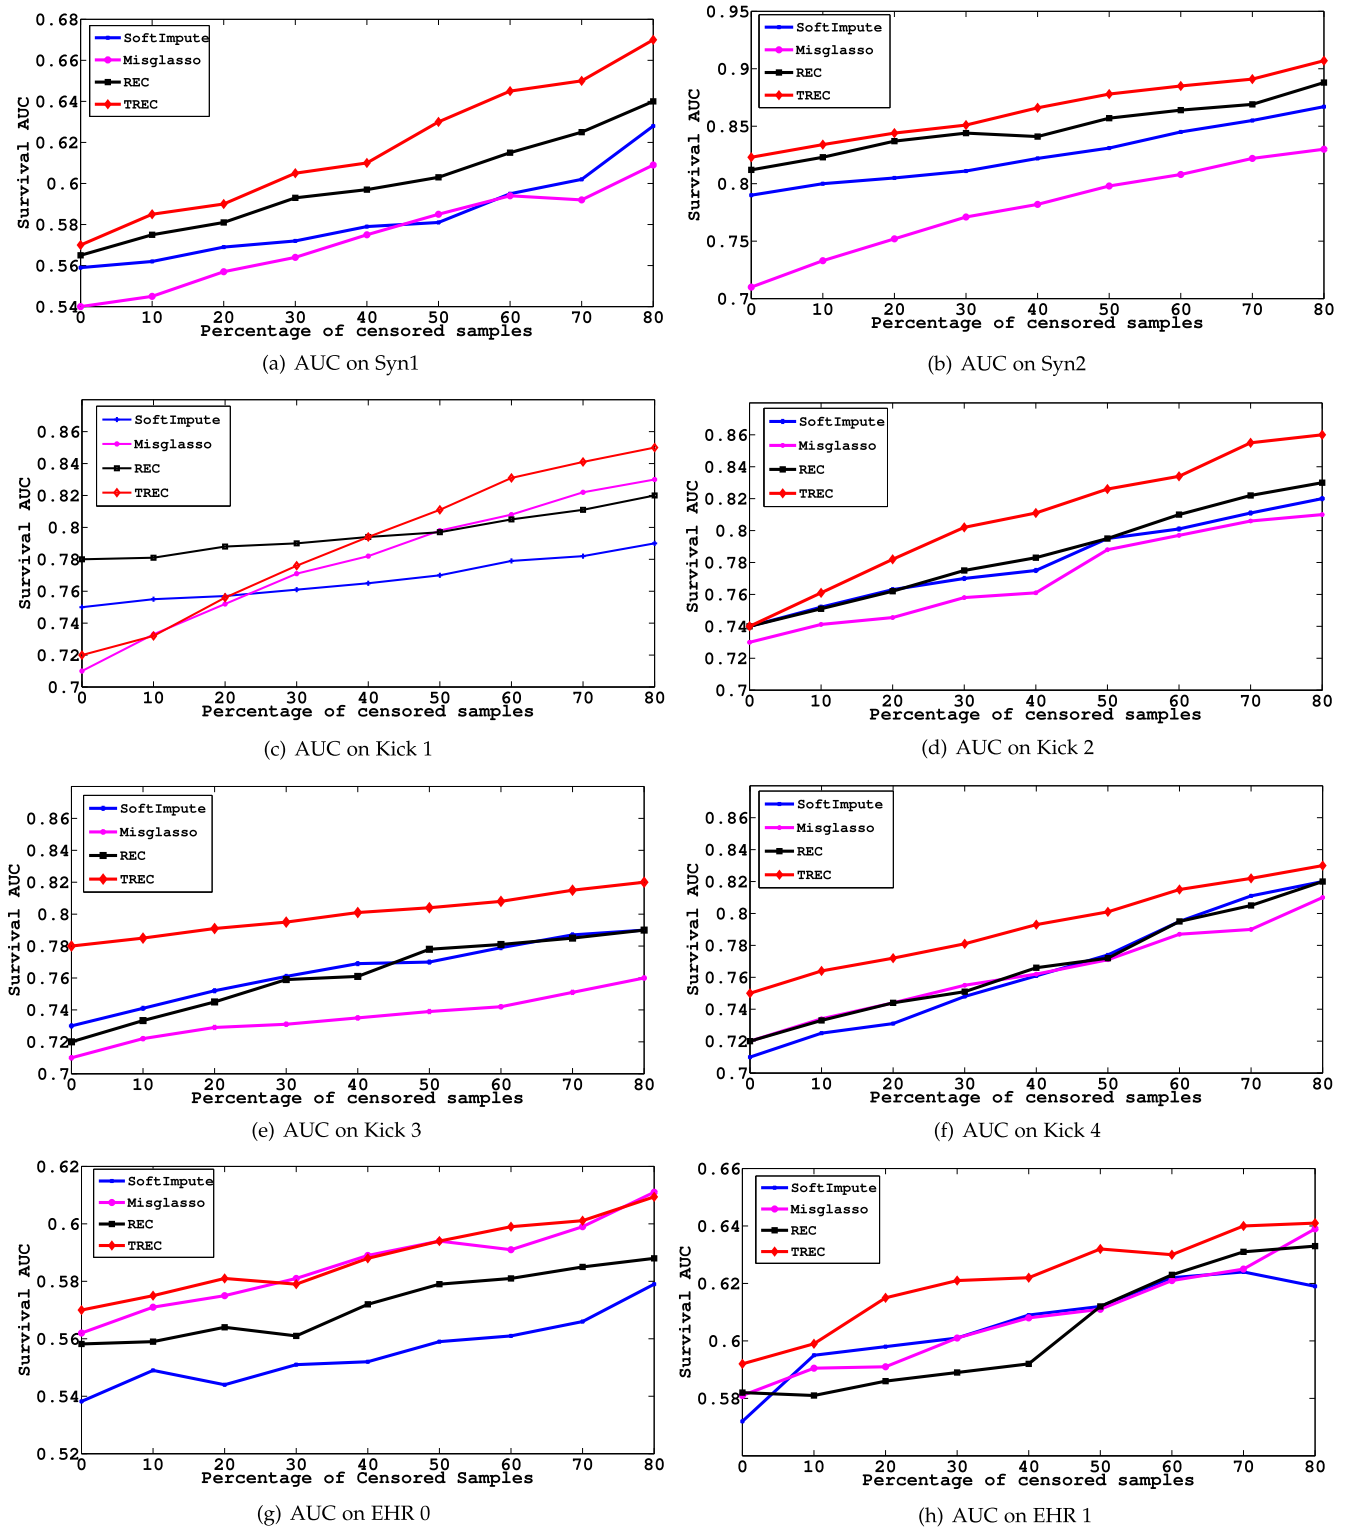 0.68
0.66
0.64
0.62
0.6
0.58
0.56
0.54
Survival AUC
SoftImpute
Misglasso
REC
TREC
0 10 20 30 40 50 60 70 80
Percentage of censored samples
(a) AUC on Syn1
0.95
0.9
0.85
0.8
0.75
0.7
Survival AUC
SoftImpute
Misglasso
REC
TREC
0 10 20 30 40 50 60 70 80
Percentage of censored samples
(b) AUC on Syn2
0.86
0.84
0.82
0.8
0.78
0.76
0.74
0.72
0.7
Survival AUC
SoftImpute
Misglasso
REC
TREC
0 10 20 30 40 50 60 70 80
Percentage of censored samples
(c) AUC on Kick 1
0.86
0.84
0.82
0.8
0.78
0.76
0.74
0.72
0.7
Survival AUC
SoftImpute
Misglasso
REC
TREC
0 10 20 30 40 50 60 70 80
Percentage of censored samples
(d) AUC on Kick 2
0.86
0.84
0.82
0.8
0.78
0.76
0.74
0.72
0.7
Survival AUC
SoftImpute
Misglasso
REC
TREC
0 10 20 30 40 50 60 70 80
Percentage of censored samples
(e) AUC on Kick 3
0.86
0.84
0.82
0.8
0.78
0.76
0.74
0.72
0.7
Survival AUC
SoftImpute
Misglasso
REC
TREC
0 10 20 30 40 50 60 70 80
Percentage of censored samples
(f) AUC on Kick 4
0.62
0.6
0.58
0.56
0.54
0.52
Survival AUC
SoftImpute
Misglasso
REC
TREC
0 10 20 30 40 50 60 70 80
Percentage of Censored Samples
(g) AUC on EHR 0
0.66
0.64
0.62
0.6
0.58
Survival AUC
SoftImpute
Misglasso
REC
TREC
0 10 20 30 40 50 60 70 80
Percentage of censored samples
(h) AUC on EHR 1